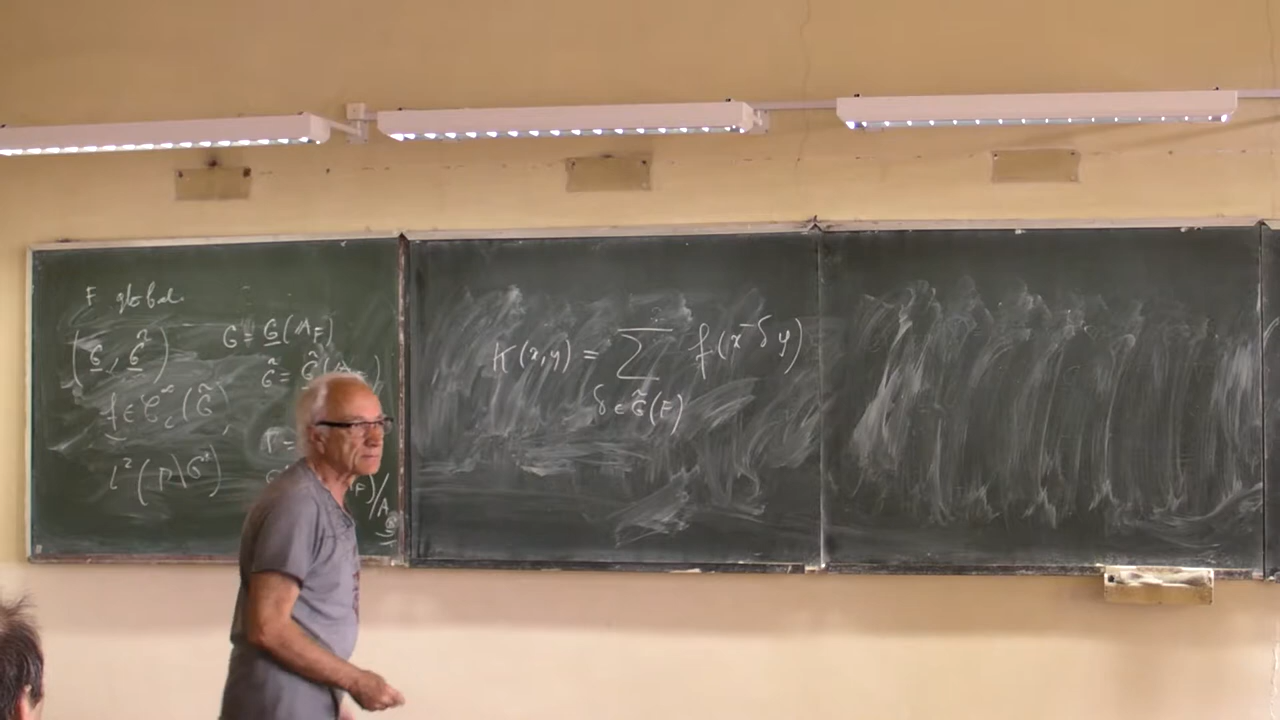 F global
(G, G̃) G = G(A_F)
G̃ = G̃(A_F)
f ∈ C_c^∞(G̃)
Γ =
L²(Γ\G¹)
K(x,y) = Σ f(x⁻¹δy)
δ ∈ G̃(F)